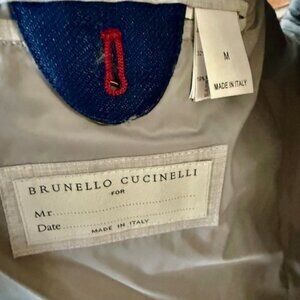 M
MADE IN ITALY
BRUNELLO CUCINELLI
FOR
Mr.......................................
Date....................................
MADE IN ITALY